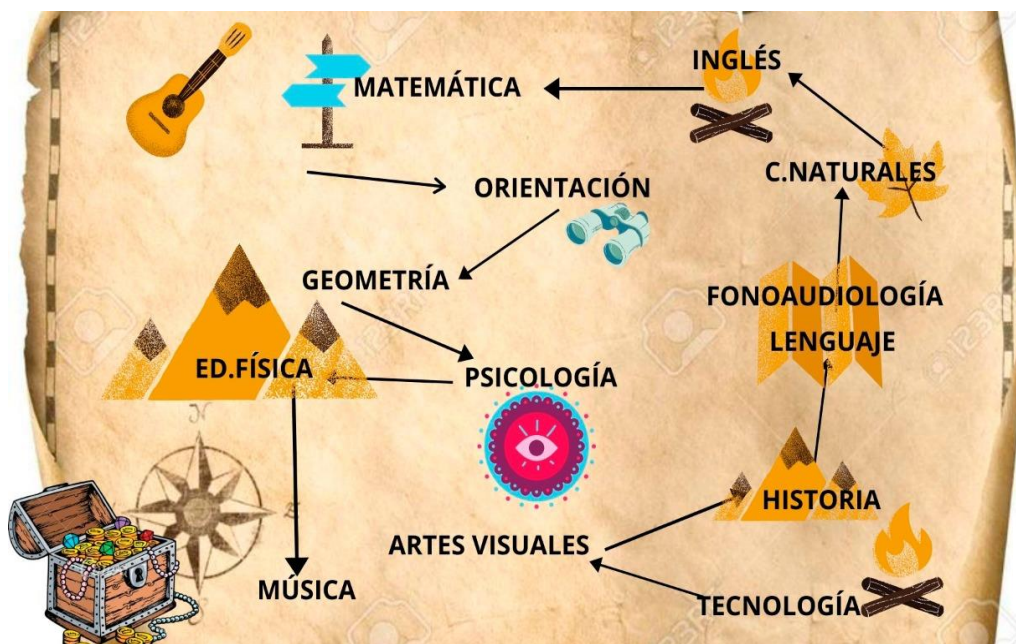 INGLÉS
MATEMÁTICA
C.NATURALES
ORIENTACIÓN
GEOMETRÍA
FONOAUDIOLOGÍA
LENGUAJE
ED.FÍSICA
PSICOLOGÍA
HISTORIA
ARTES VISUALES
MÚSICA
TECNOLOGÍA
N